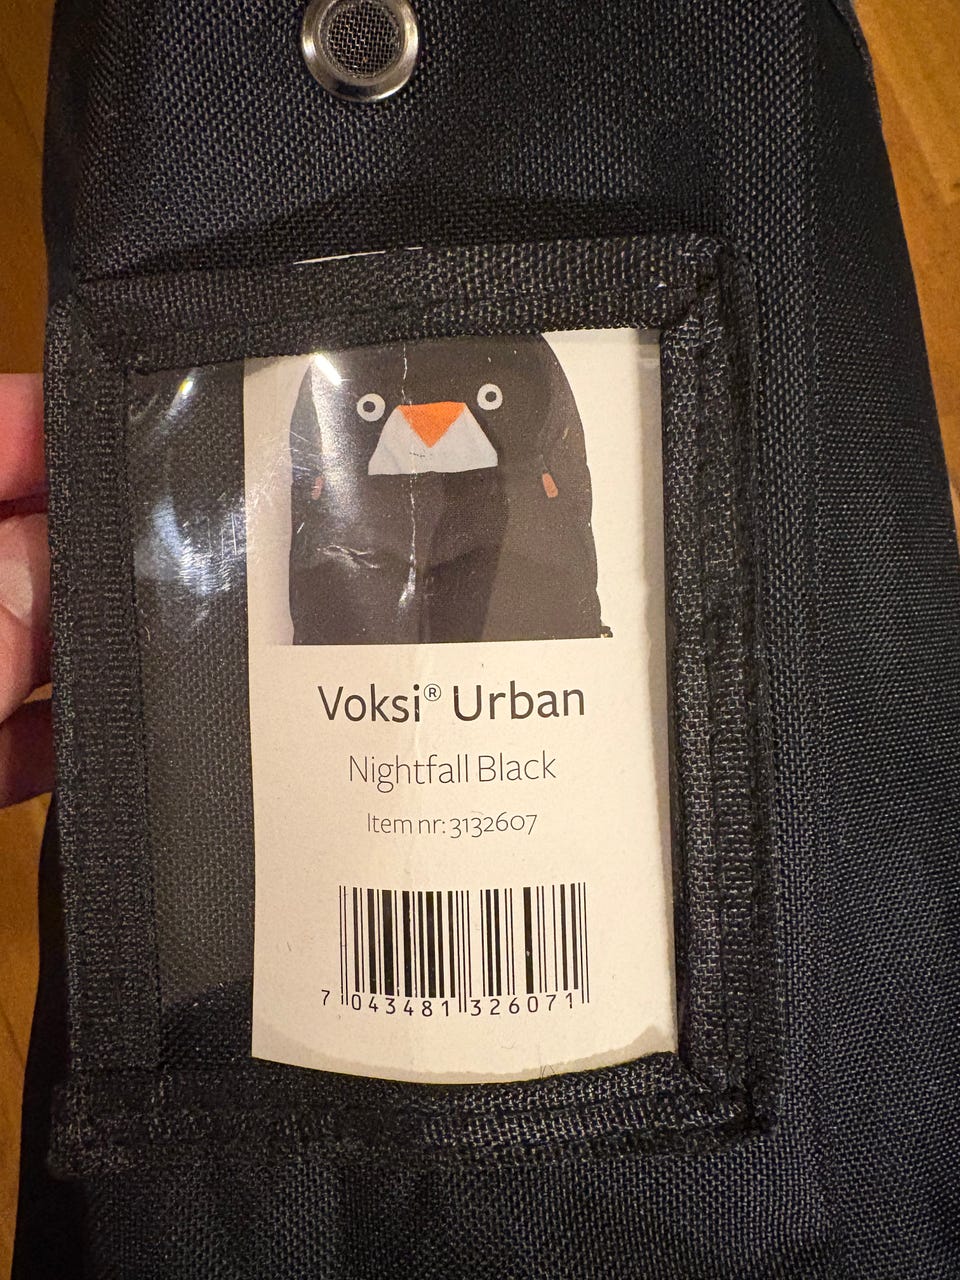 Voksi® Urban
Nightfall Black
Item nr: 3132607
7 043481 326071